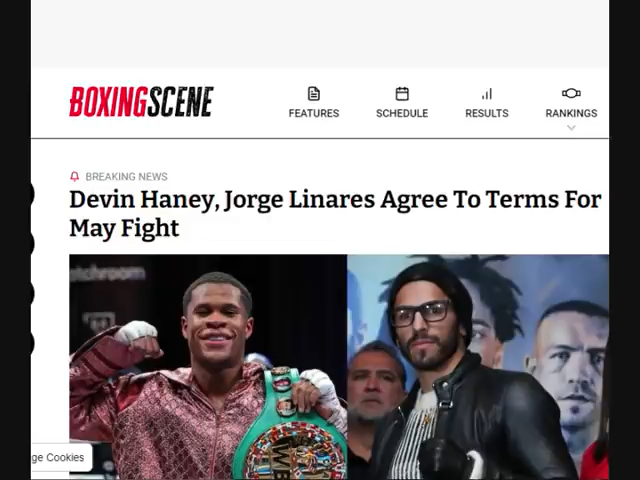 BOXINGSCENE
FEATURES
SCHEDULE
RESULTS
RANKINGS
BREAKING NEWS
Devin Haney, Jorge Linares Agree To Terms For
May Fight
ge Cookies